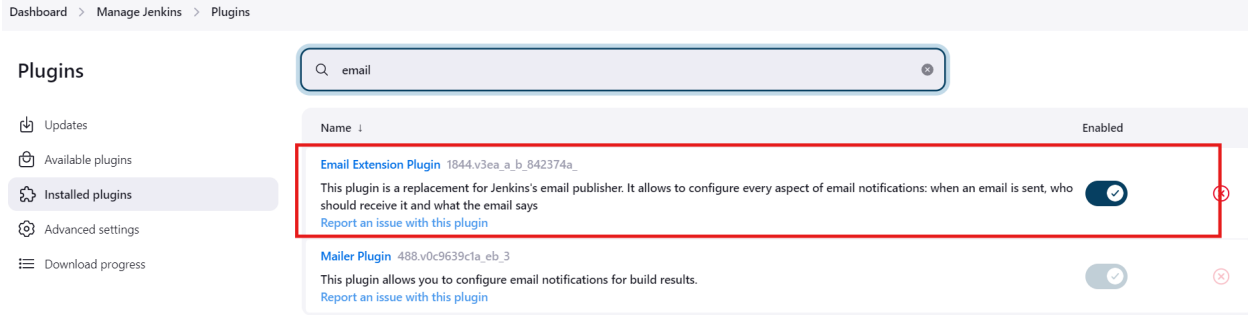 Dashboard > Manage Jenkins > Plugins
Plugins
email
Updates
Available plugins
Installed plugins
Advanced settings
Download progress
Name ↓ Enabled
Email Extension Plugin 1844.v3ea_a_b_842374a_
This plugin is a replacement for Jenkins's email publisher. It allows to configure every aspect of email notifications: when an email is sent, who
should receive it and what the email says
Report an issue with this plugin
Mailer Plugin 488.v0c9639c1a_eb_3
This plugin allows you to configure email notifications for build results.
Report an issue with this plugin